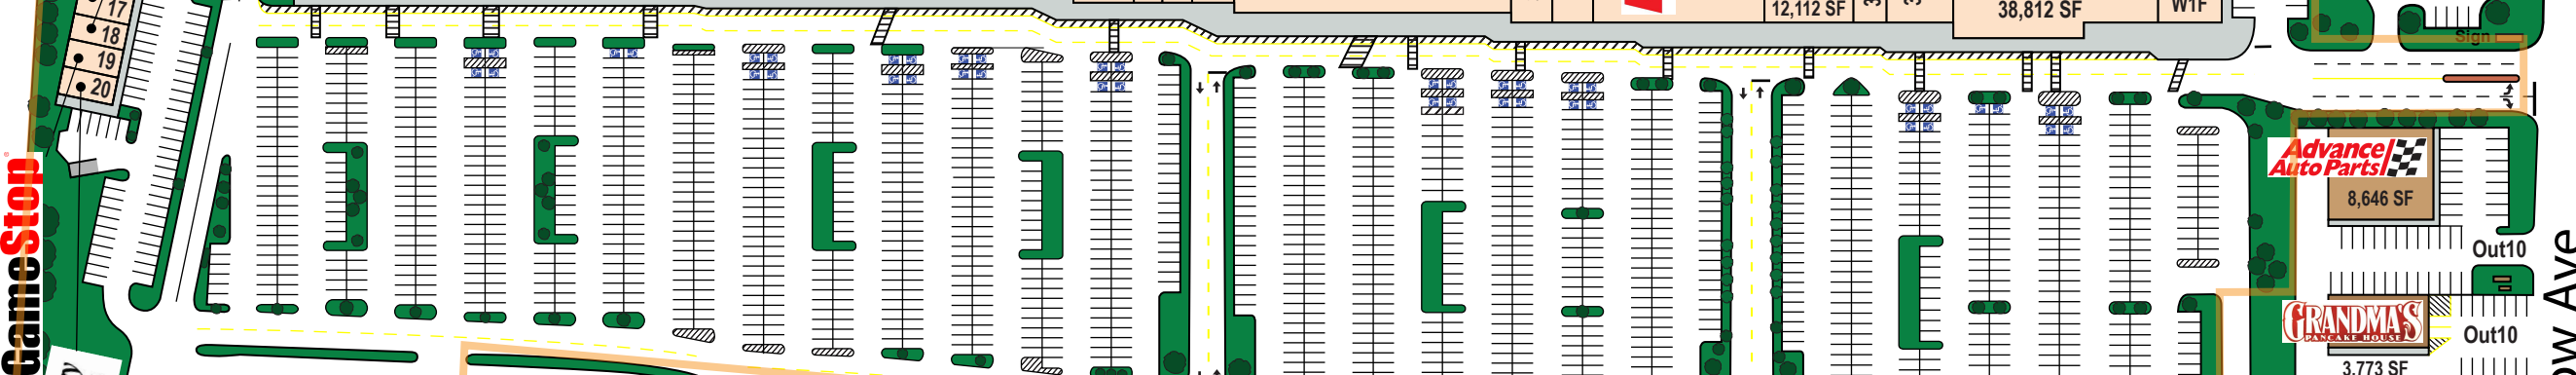 17
18
19
20
12,112 SF
38,812 SF
W1F
Sign
GameStop
Advance
Auto Parts
8,646 SF
Out10
GRANDMA'S
PANCAKE HOUSE
Out10
3,773 SF
ow Ave